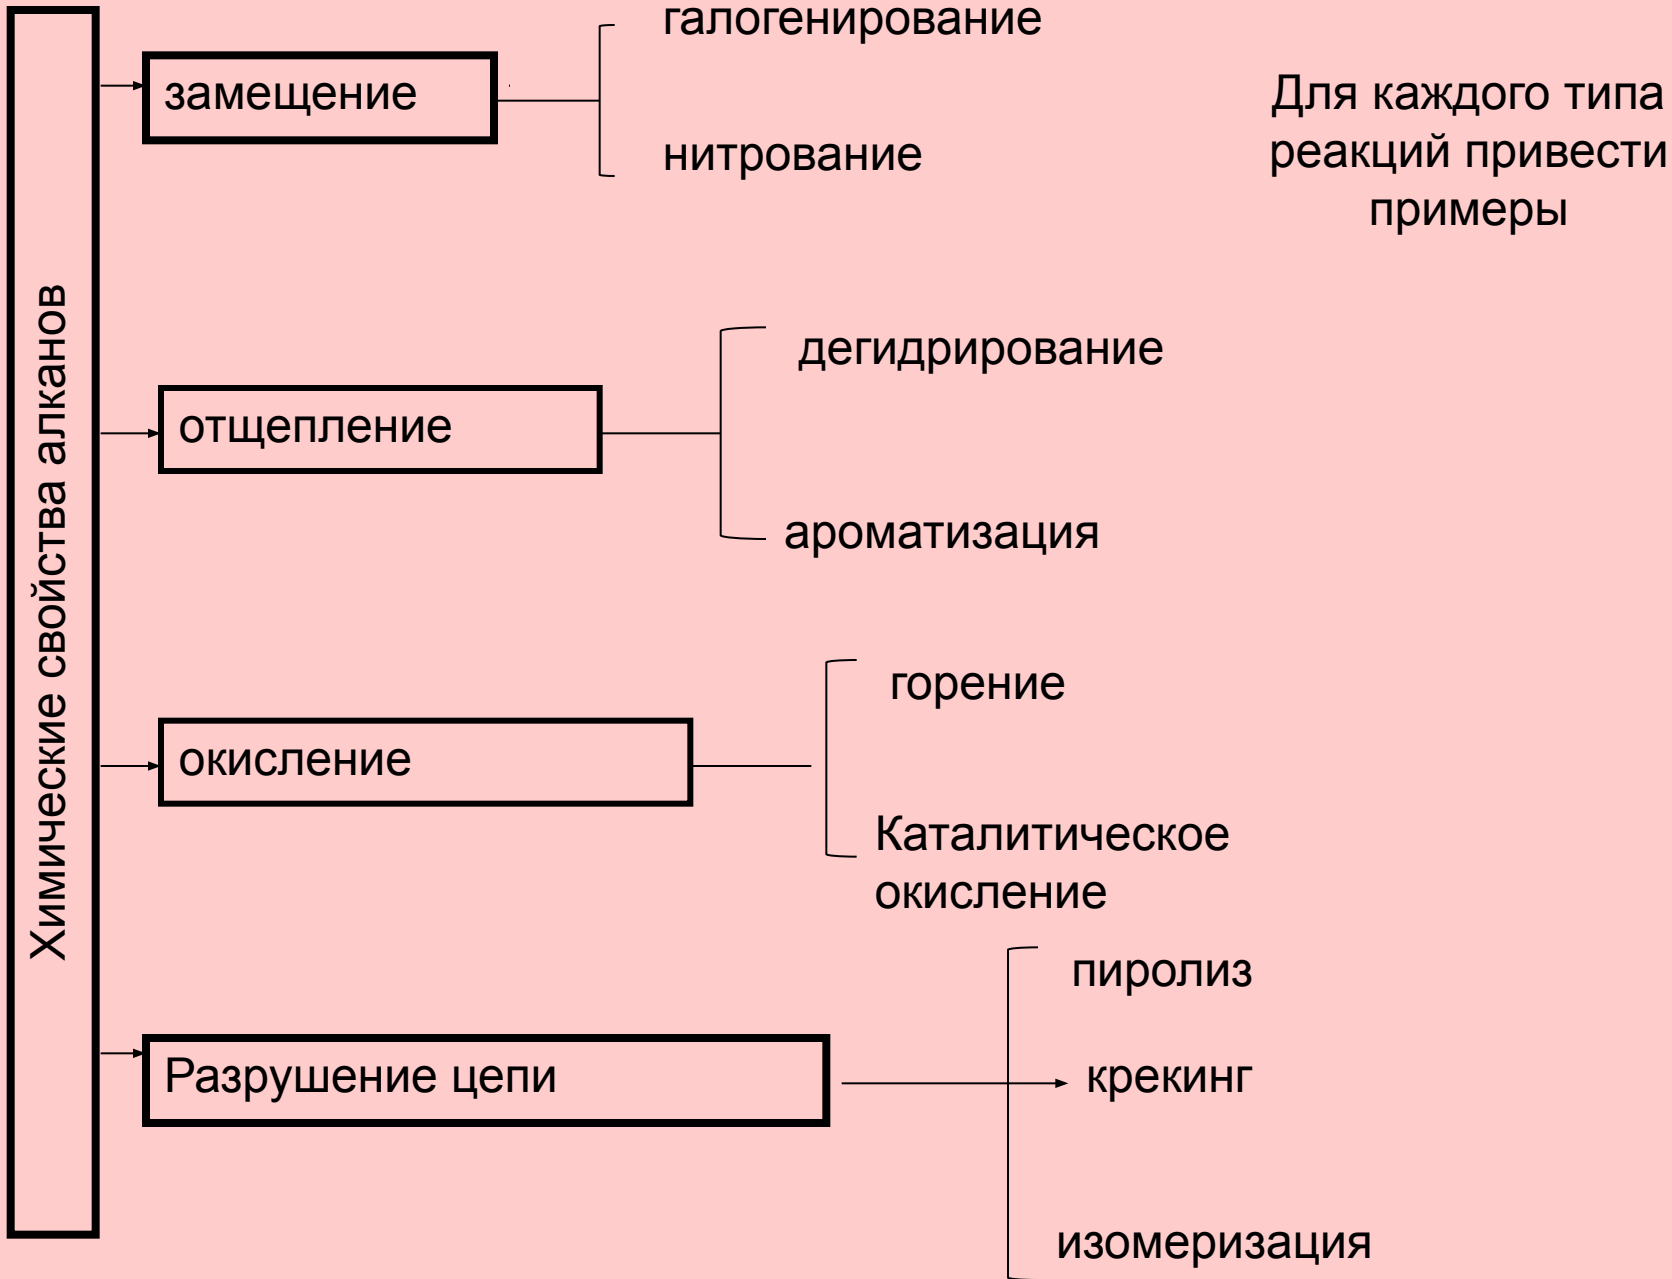 Химические свойства алканов
замещение
галогенирование
нитрование
Для каждого типа
реакций привести
примеры
отщепление
дегидрирование
ароматизация
окисление
горение
Каталитическое
окисление
Разрушение цепи
пиролиз
крекинг
изомеризация